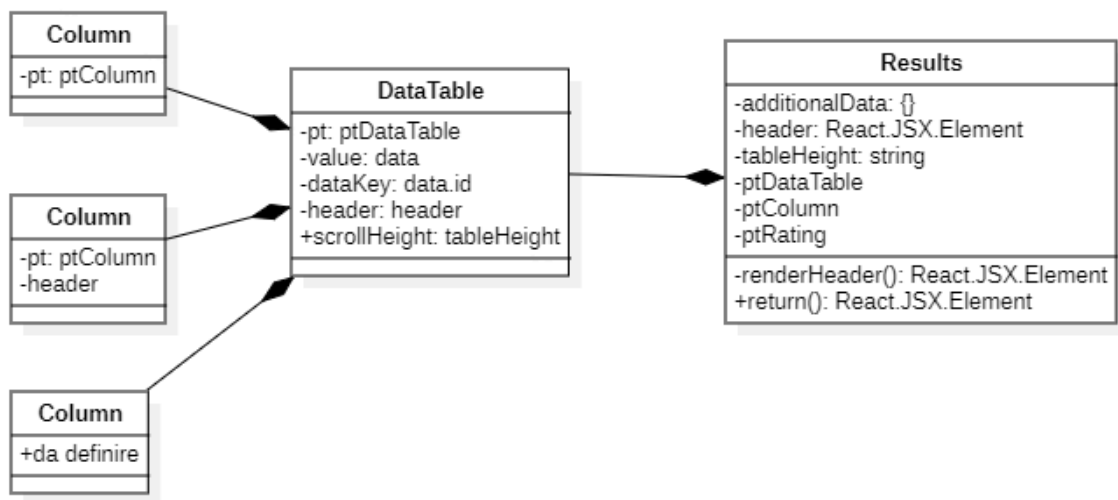 Column
-pt: ptColumn
Column
-pt: ptColumn
-header
Column
+da definire
DataTable
-pt: ptDataTable
-value: data
-dataKey: data.id
-header: header
+scrollHeight: tableHeight
Results
-additionalData: {}
-header: React.JSX.Element
-tableHeight: string
-ptDataTable
-ptColumn
-ptRating
-renderHeader(): React.JSX.Element
+return(): React.JSX.Element